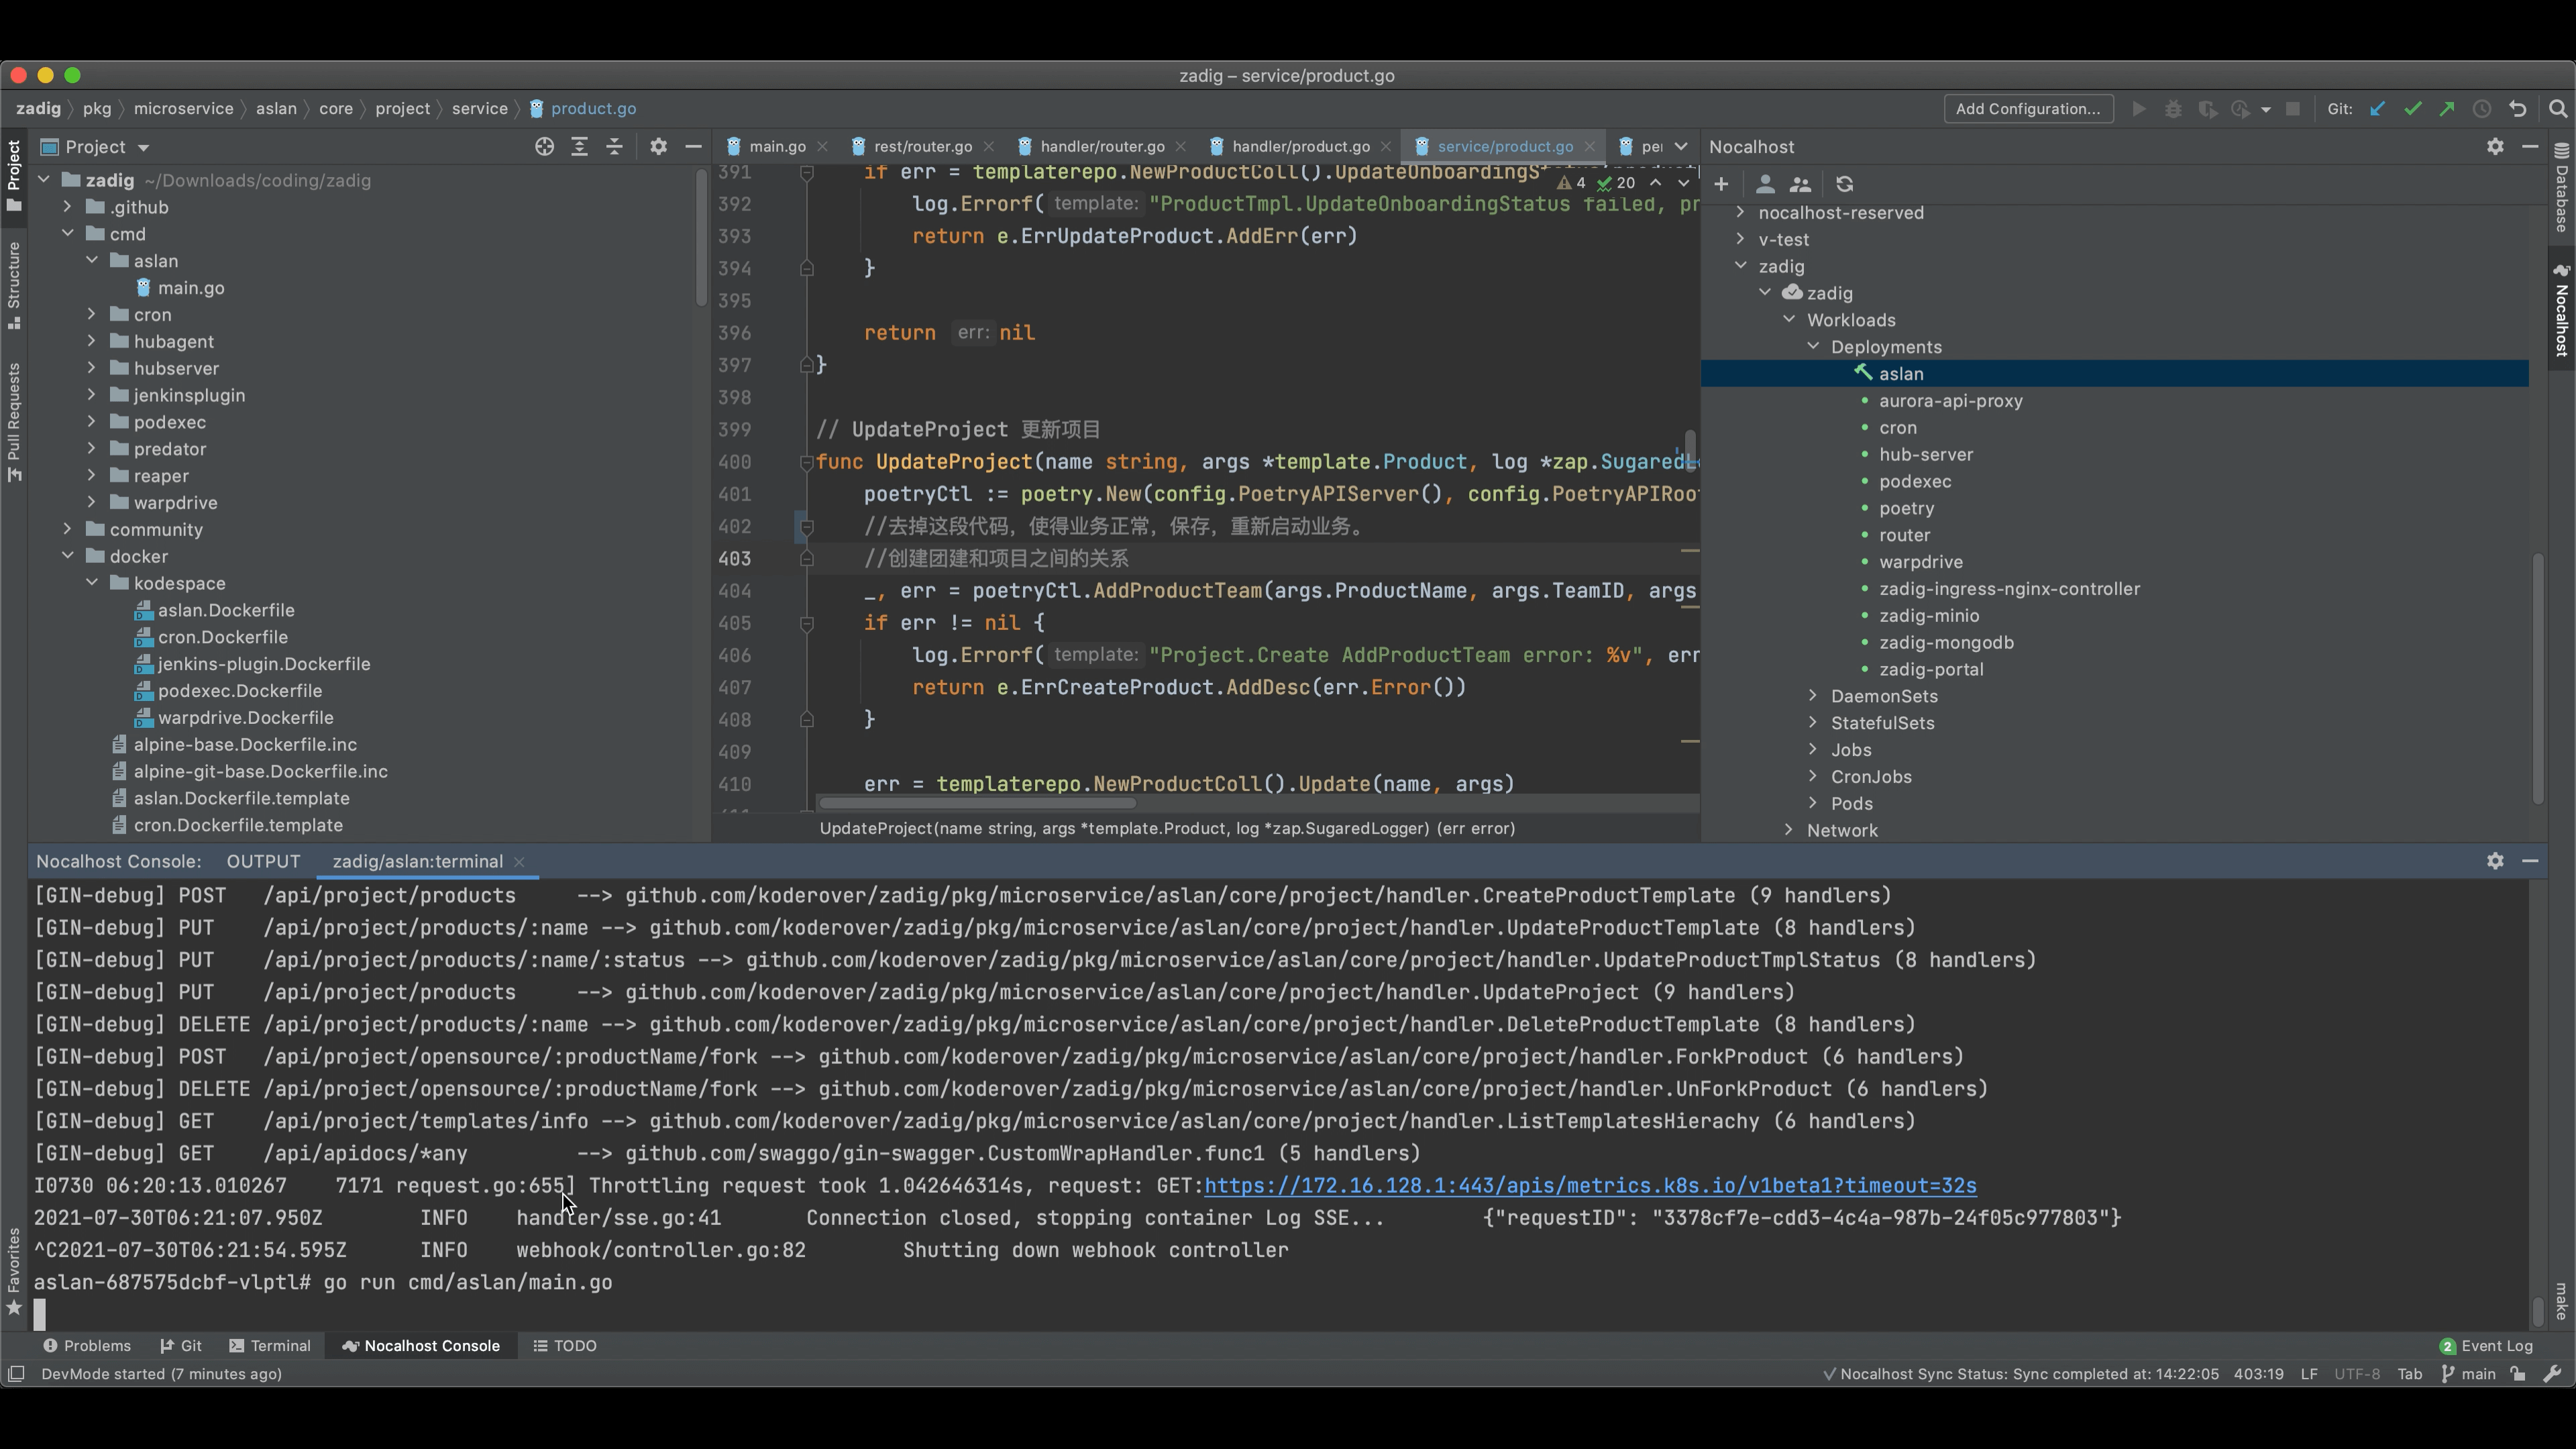 zadig – service/product.go
zadig pkg microservice aslan core project service product.go
Add Configuration... Git:
Project
Structure
Pull Requests
Favorites
Project
zadig ~/Downloads/coding/zadig
.github
cmd
aslan
main.go
cron
hubagent
hubserver
jenkinsplugin
podexec
predator
reaper
warpdrive
community
docker
kodespace
aslan.Dockerfile
cron.Dockerfile
jenkins-plugin.Dockerfile
podexec.Dockerfile
warpdrive.Dockerfile
alpine-base.Dockerfile.inc
alpine-git-base.Dockerfile.inc
aslan.Dockerfile.template
cron.Dockerfile.template
main.go rest/router.go handler/router.go handler/product.go service/product.go
4 20
391 if err = templaterepo.NewProductColl().UpdateOnboardingS
392 log.Errorf( template: "ProductTmpl.UpdateOnboardingStatus failed, pr
393 return e.ErrUpdateProduct.AddErr(err)
394 }
395
396 return err: nil
397 }
398
399 // UpdateProject 更新项目
400 func UpdateProject(name string, args *template.Product, log *zap.Sugared
401 poetryCtl := poetry.New(config.PoetryAPIServer(), config.PoetryAPIRoo
402 //去掉这段代码，使得业务正常，保存，重新启动业务。
403 //创建团建和项目之间的关系
404 _, err = poetryCtl.AddProductTeam(args.ProductName, args.TeamID, args
405 if err != nil {
406 log.Errorf( template: "Project.Create AddProductTeam error: %v", err
407 return e.ErrCreateProduct.AddDesc(err.Error())
408 }
409
410 err = templaterepo.NewProductColl().Update(name, args)
UpdateProject(name string, args *template.Product, log *zap.SugaredLogger) (err error)
Nocalhost
nocalhost-reserved
v-test
zadig
zadig
Workloads
Deployments
aslan
aurora-api-proxy
cron
hub-server
podexec
poetry
router
warpdrive
zadig-ingress-nginx-controller
zadig-minio
zadig-mongodb
zadig-portal
DaemonSets
StatefulSets
Jobs
CronJobs
Pods
Network
Database
Nocalhost
make
Nocalhost Console: OUTPUT zadig/aslan:terminal
[GIN-debug] POST /api/project/products --> github.com/koderover/zadig/pkg/microservice/aslan/core/project/handler.CreateProductTemplate (9 handlers)
[GIN-debug] PUT /api/project/products/:name --> github.com/koderover/zadig/pkg/microservice/aslan/core/project/handler.UpdateProductTemplate (8 handlers)
[GIN-debug] PUT /api/project/products/:name/:status --> github.com/koderover/zadig/pkg/microservice/aslan/core/project/handler.UpdateProductTmplStatus (8 handlers)
[GIN-debug] PUT /api/project/products --> github.com/koderover/zadig/pkg/microservice/aslan/core/project/handler.UpdateProject (9 handlers)
[GIN-debug] DELETE /api/project/products/:name --> github.com/koderover/zadig/pkg/microservice/aslan/core/project/handler.DeleteProductTemplate (8 handlers)
[GIN-debug] POST /api/project/opensource/:productName/fork --> github.com/koderover/zadig/pkg/microservice/aslan/core/project/handler.ForkProduct (6 handlers)
[GIN-debug] DELETE /api/project/opensource/:productName/fork --> github.com/koderover/zadig/pkg/microservice/aslan/core/project/handler.UnForkProduct (6 handlers)
[GIN-debug] GET /api/project/templates/info --> github.com/koderover/zadig/pkg/microservice/aslan/core/project/handler.ListTemplatesHierachy (6 handlers)
[GIN-debug] GET /api/apidocs/*any --> github.com/swaggo/gin-swagger.CustomWrapHandler.func1 (5 handlers)
I0730 06:20:13.010267 7171 request.go:655] Throttling request took 1.042646314s, request: GET:https://172.16.128.1:443/apis/metrics.k8s.io/v1beta1?timeout=32s
2021-07-30T06:21:07.950Z INFO handler/sse.go:41 Connection closed, stopping container Log SSE... {"requestID": "3378cf7e-cdd3-4c4a-987b-24f05c977803"}
^C2021-07-30T06:21:54.595Z INFO webhook/controller.go:82 Shutting down webhook controller
aslan-687575dcbf-vlptl# go run cmd/aslan/main.go
Problems Git Terminal Nocalhost Console TODO 2 Event Log
DevMode started (7 minutes ago) Nocalhost Sync Status: Sync completed at: 14:22:05 403:19 LF UTF-8 Tab main